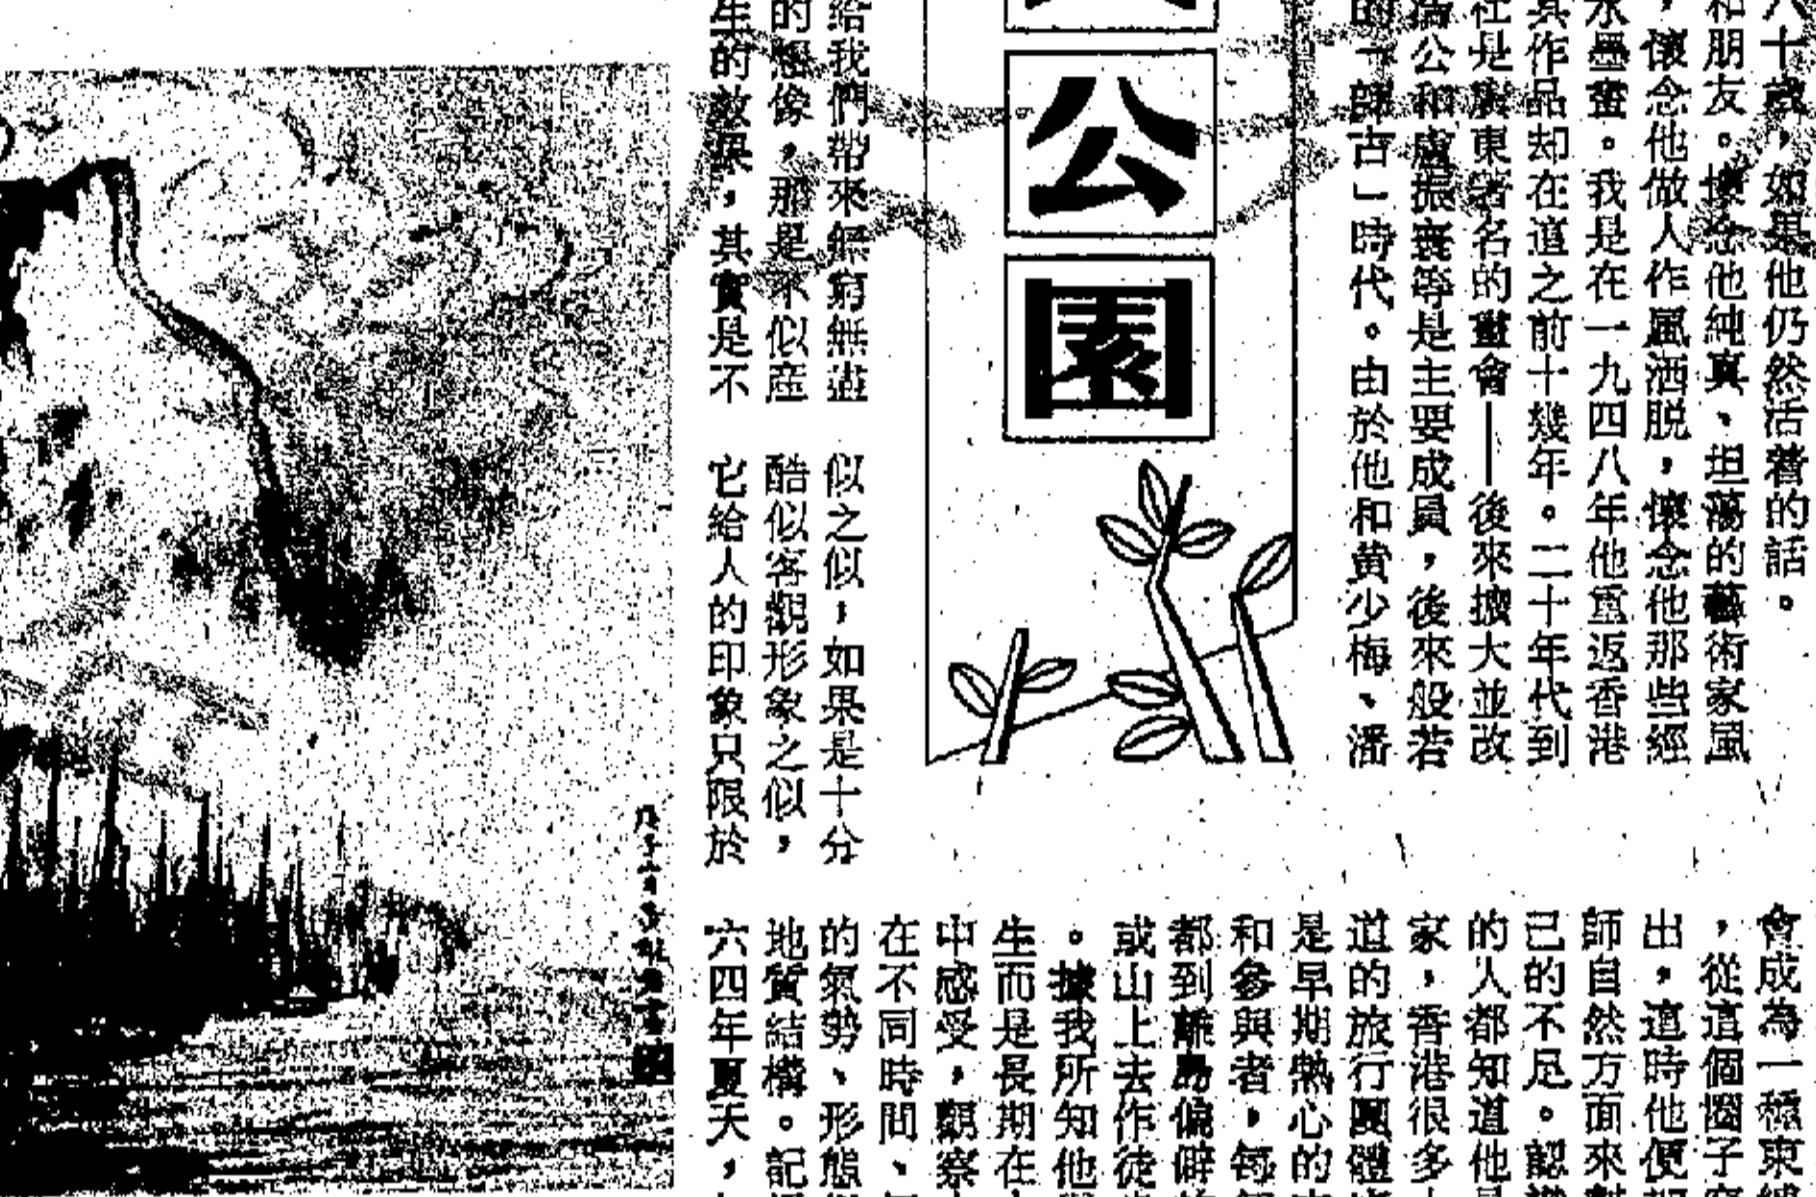 八十歲，如果他仍然活着的話。
和朋友。懷念他純真、坦蕩的藝術家風
，懷念他做人作風洒脱，懷念他那些經
水墨畫。我是在一九四八年他重返香港
其作品却在這之前十幾年。二十年代到
社是廣東著名的畫會——後來擴大並改
公和盧振寰等是主要成員，後來般若
的「師古」時代。由於他和黄少梅、潘
公園
給我們帶來無窮無盡
的想像，那是不似産
生的效果，其實是不
似之似，如果是十分
酷似客觀形象之似，
它給人的印象只限於
會成為一種束
，從這個圈子
出，這時他便
師自然方面來
己的不足。認
的人都知道他
家，香港很多
道的旅行團體
是早期熱心的
和參與者，每
都到離島偏僻
或山上去作徒
。據我所知他
生而是長期在
中感受，觀察
在不同時間、
的氣勢、形態
地質結構。記
六四年夏天，